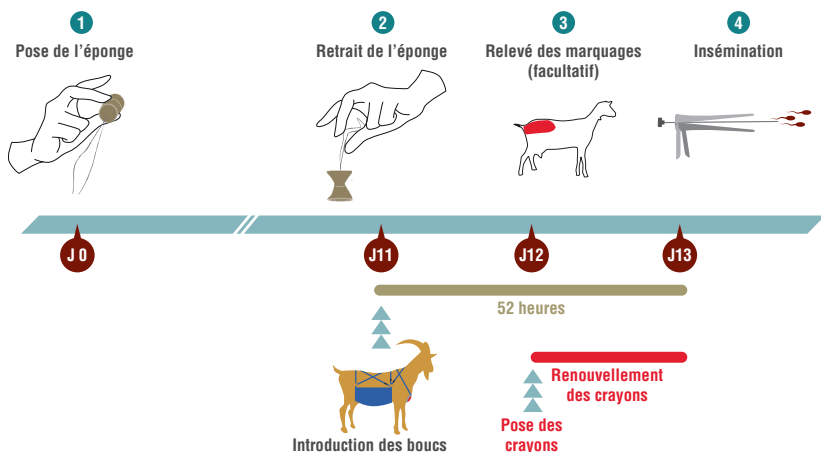 1
Pose de l’éponge
2
Retrait de l’éponge
3
Relevé des marquages
(facultatif)
4
Insémination
J 0
J11
J12
J13
52 heures
Introduction des boucs
Pose des
crayons
Renouvellement
des crayons